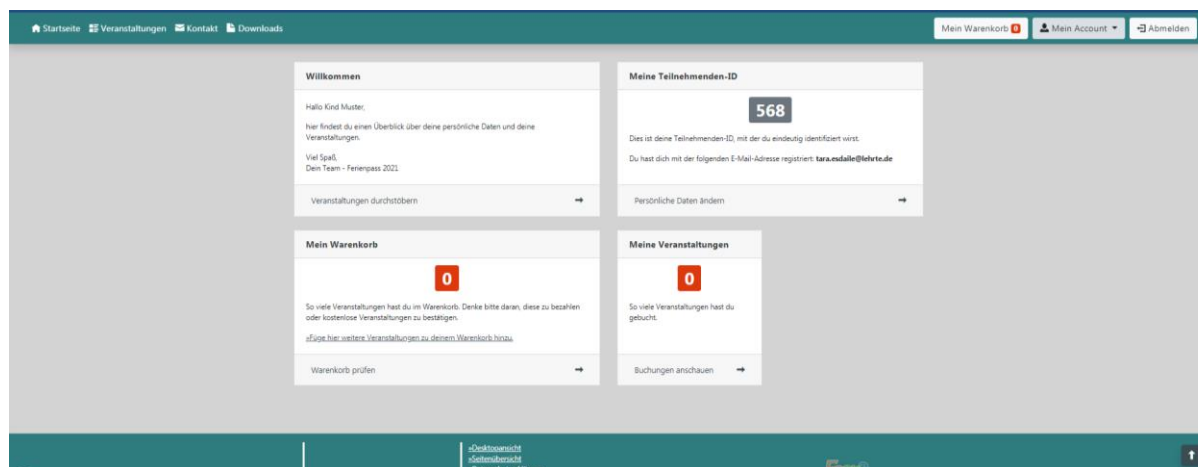 Startseite Veranstaltungen Kontakt Downloads
Mein Warenkorb 0 Mein Account Abmelden
Willkommen
Hallo Kind Muster,
hier findest du einen Überblick über deine persönliche Daten und deine
Veranstaltungen.
Viel Spaß,
Dein Team - Ferienpass 2021
Veranstaltungen durchstöbern
Meine Teilnehmenden-ID
568
Dies ist deine Teilnehmenden-ID, mit der du eindeutig identifiziert wirst.
Du hast dich mit der folgenden E-Mail-Adresse registriert: tara.esdaile@lehrte.de
Persönliche Daten ändern
Mein Warenkorb
0
So viele Veranstaltungen hast du im Warenkorb. Denke bitte daran, diese zu bezahlen
oder kostenlose Veranstaltungen zu bestätigen.
»Füge hier weitere Veranstaltungen zu deinem Warenkorb hinzu.
Warenkorb prüfen
Meine Veranstaltungen
0
So viele Veranstaltungen hast du
gebucht.
Buchungen anschauen
»Desktopansicht
»Seitenübersicht